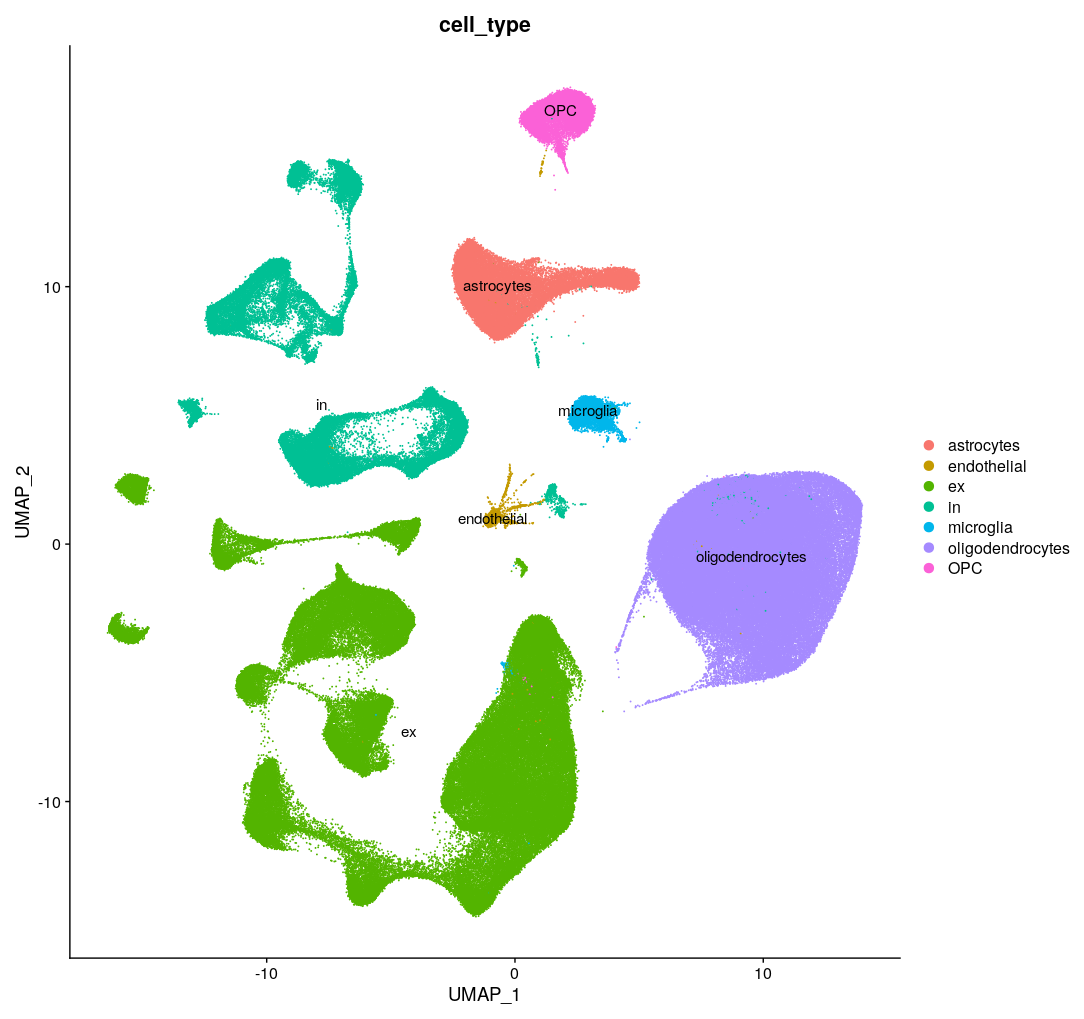 cell_type
OPC
astrocytes
in
microglia
endothelial
oligodendrocytes
ex
10
0
-10
UMAP_2
-10
0
10
UMAP_1
astrocytes
endothelial
ex
in
microglia
oligodendrocytes
OPC